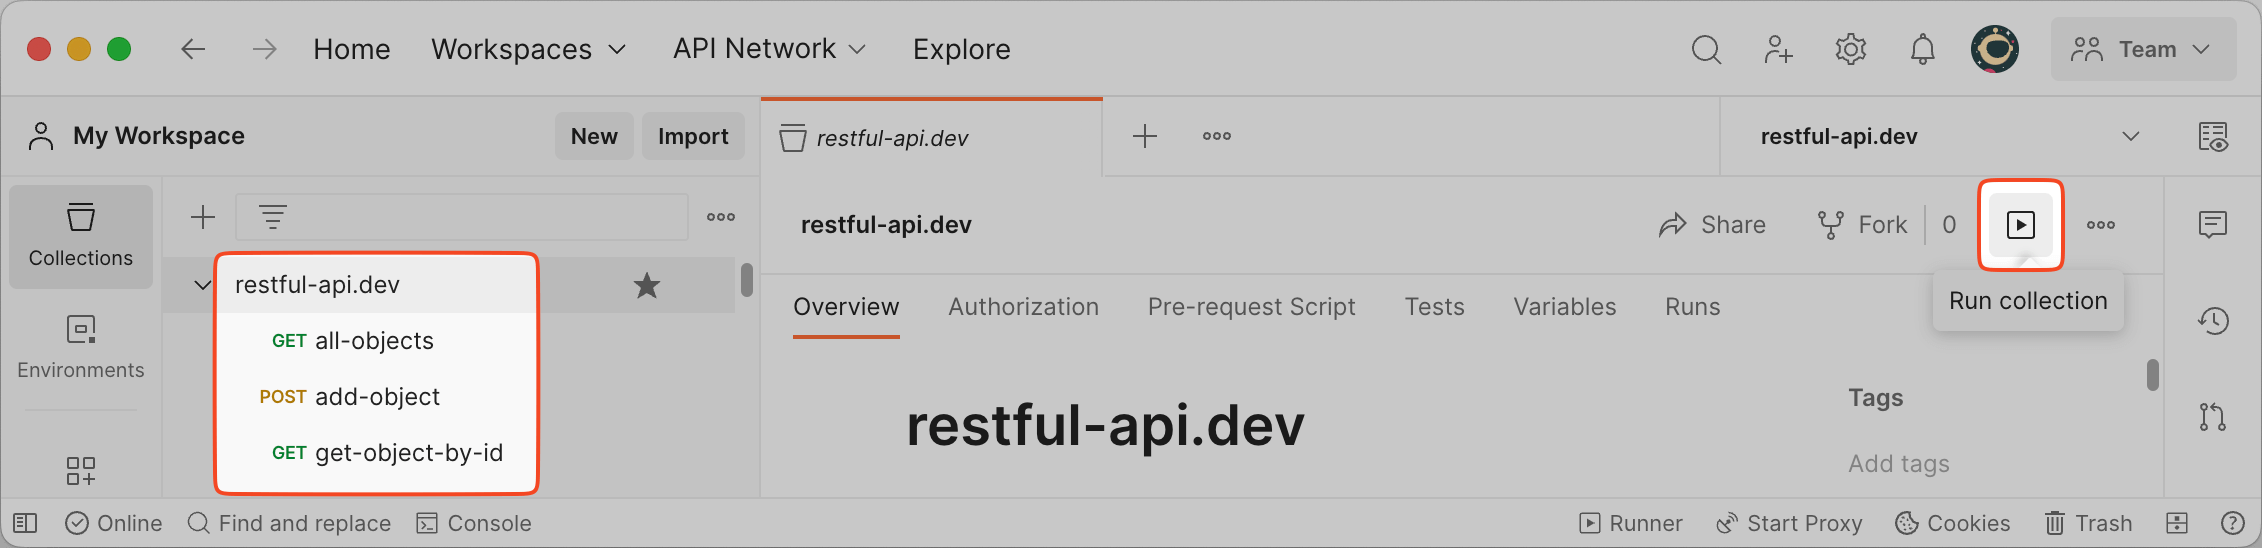 Home Workspaces API Network Explore Team
My Workspace New Import restful-api.dev restful-api.dev
Collections
restful-api.dev Share Fork 0
restful-api.dev
Run collection
Overview Authorization Pre-request Script Tests Variables Runs
GET all-objects
Environments
POST add-object
restful-api.dev
Tags
GET get-object-by-id
Add tags
Online Find and replace Console Runner Start Proxy Cookies Trash